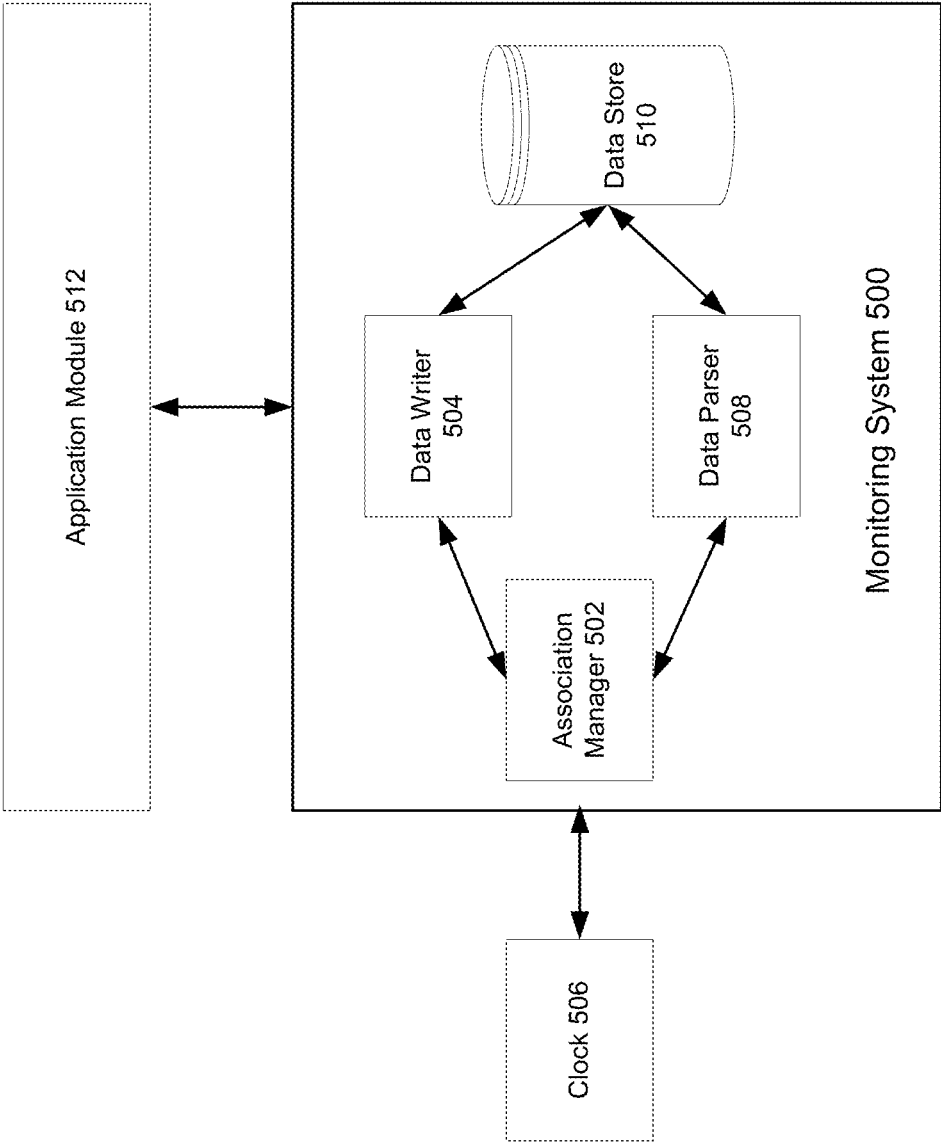 Application Module 512
Data Store
510
Data Writer
504
Data Parser
508
Association
Manager 502
Monitoring System 500
Clock 506